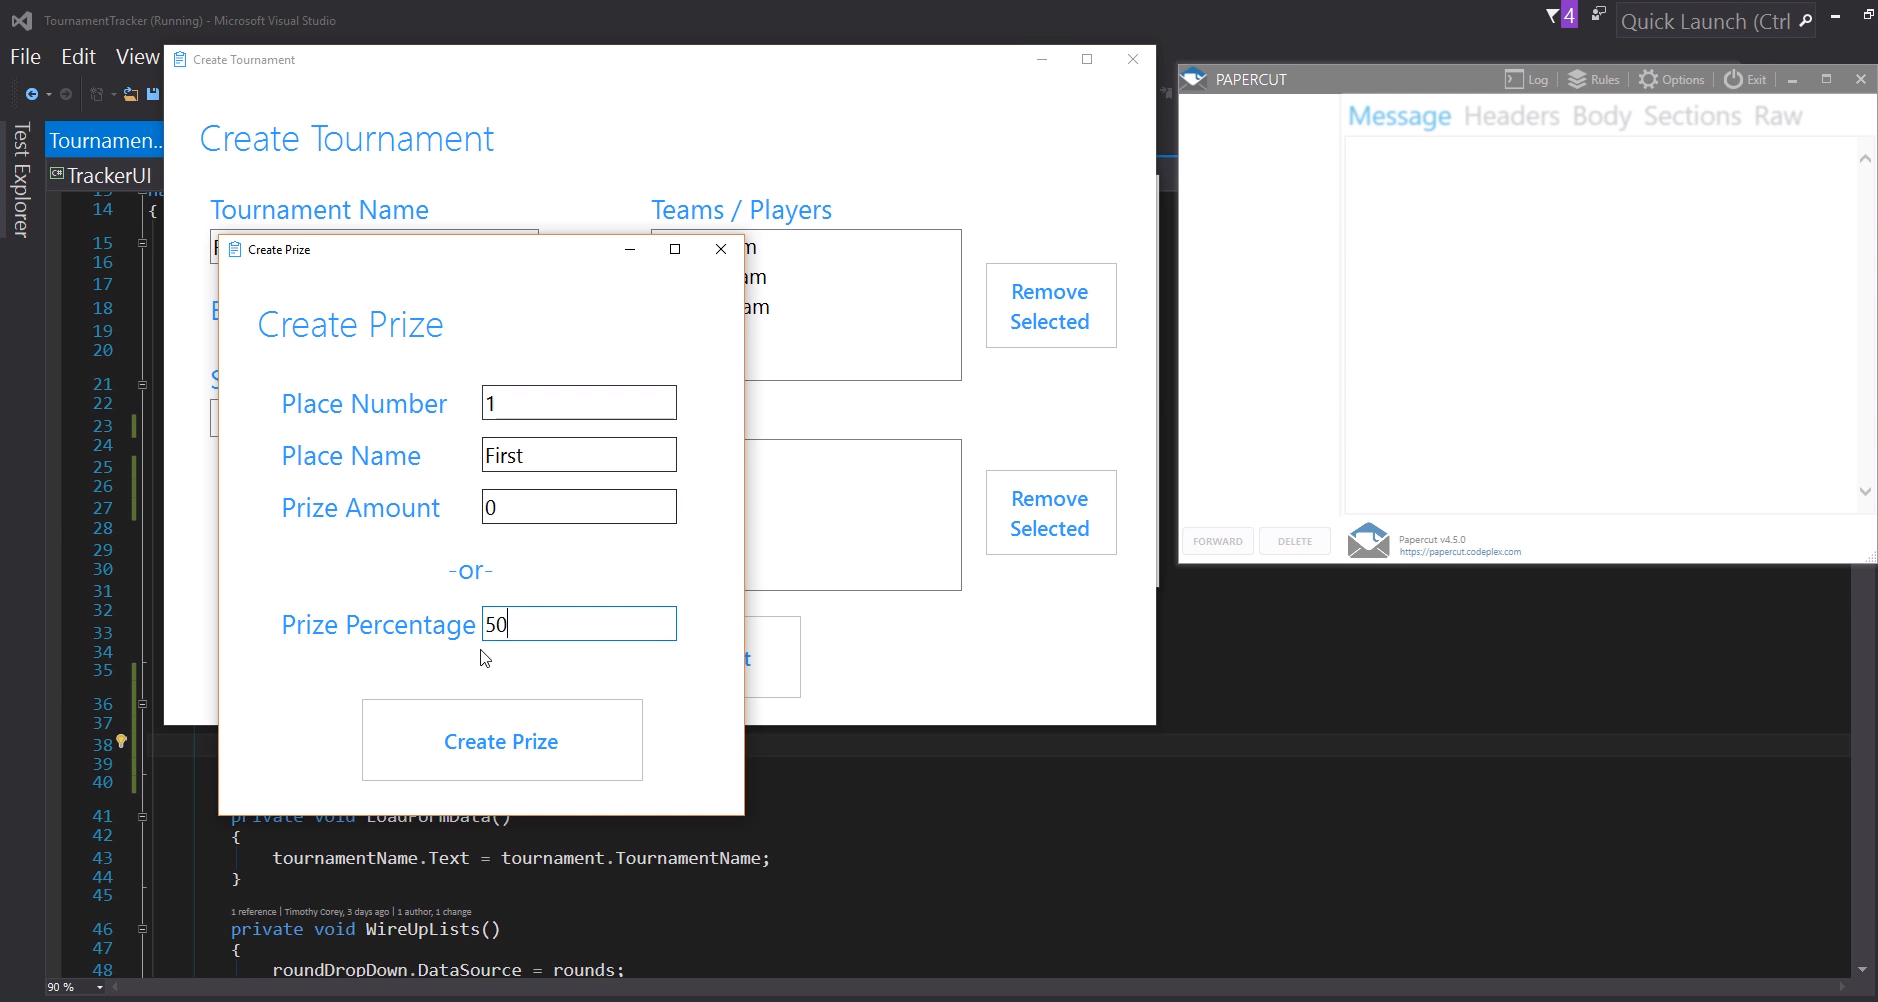 TournamentTracker (Running) - Microsoft Visual Studio
4
Quick Launch (Ctrl
File Edit View
Test Explorer
Tournamen...
TrackerUI
Create Tournament
Create Tournament
Tournament Name
Teams / Players
Remove
Selected
Remove
Selected
Create Prize
Create Prize
Place Number
1
Place Name
First
Prize Amount
0
-or-
Prize Percentage
50
Create Prize
PAPERCUT
Log
Rules
Options
Exit
Message Headers Body Sections Raw
FORWARD
DELETE
Papercut v4.5.0
https://papercut.codeplex.com
14 {
15
16
17
18
19
20
21
22
23
24
25
26
27
28
29
30
31
32
33
34
35
36
37
38
39
40
41 private void LoadFormData()
42 {
43 tournamentName.Text = tournament.TournamentName;
44 }
45
1 reference | Timothy Corey, 3 days ago | 1 author, 1 change
46 private void WireUpLists()
47 {
48 roundDropDown.DataSource = rounds;
90 %